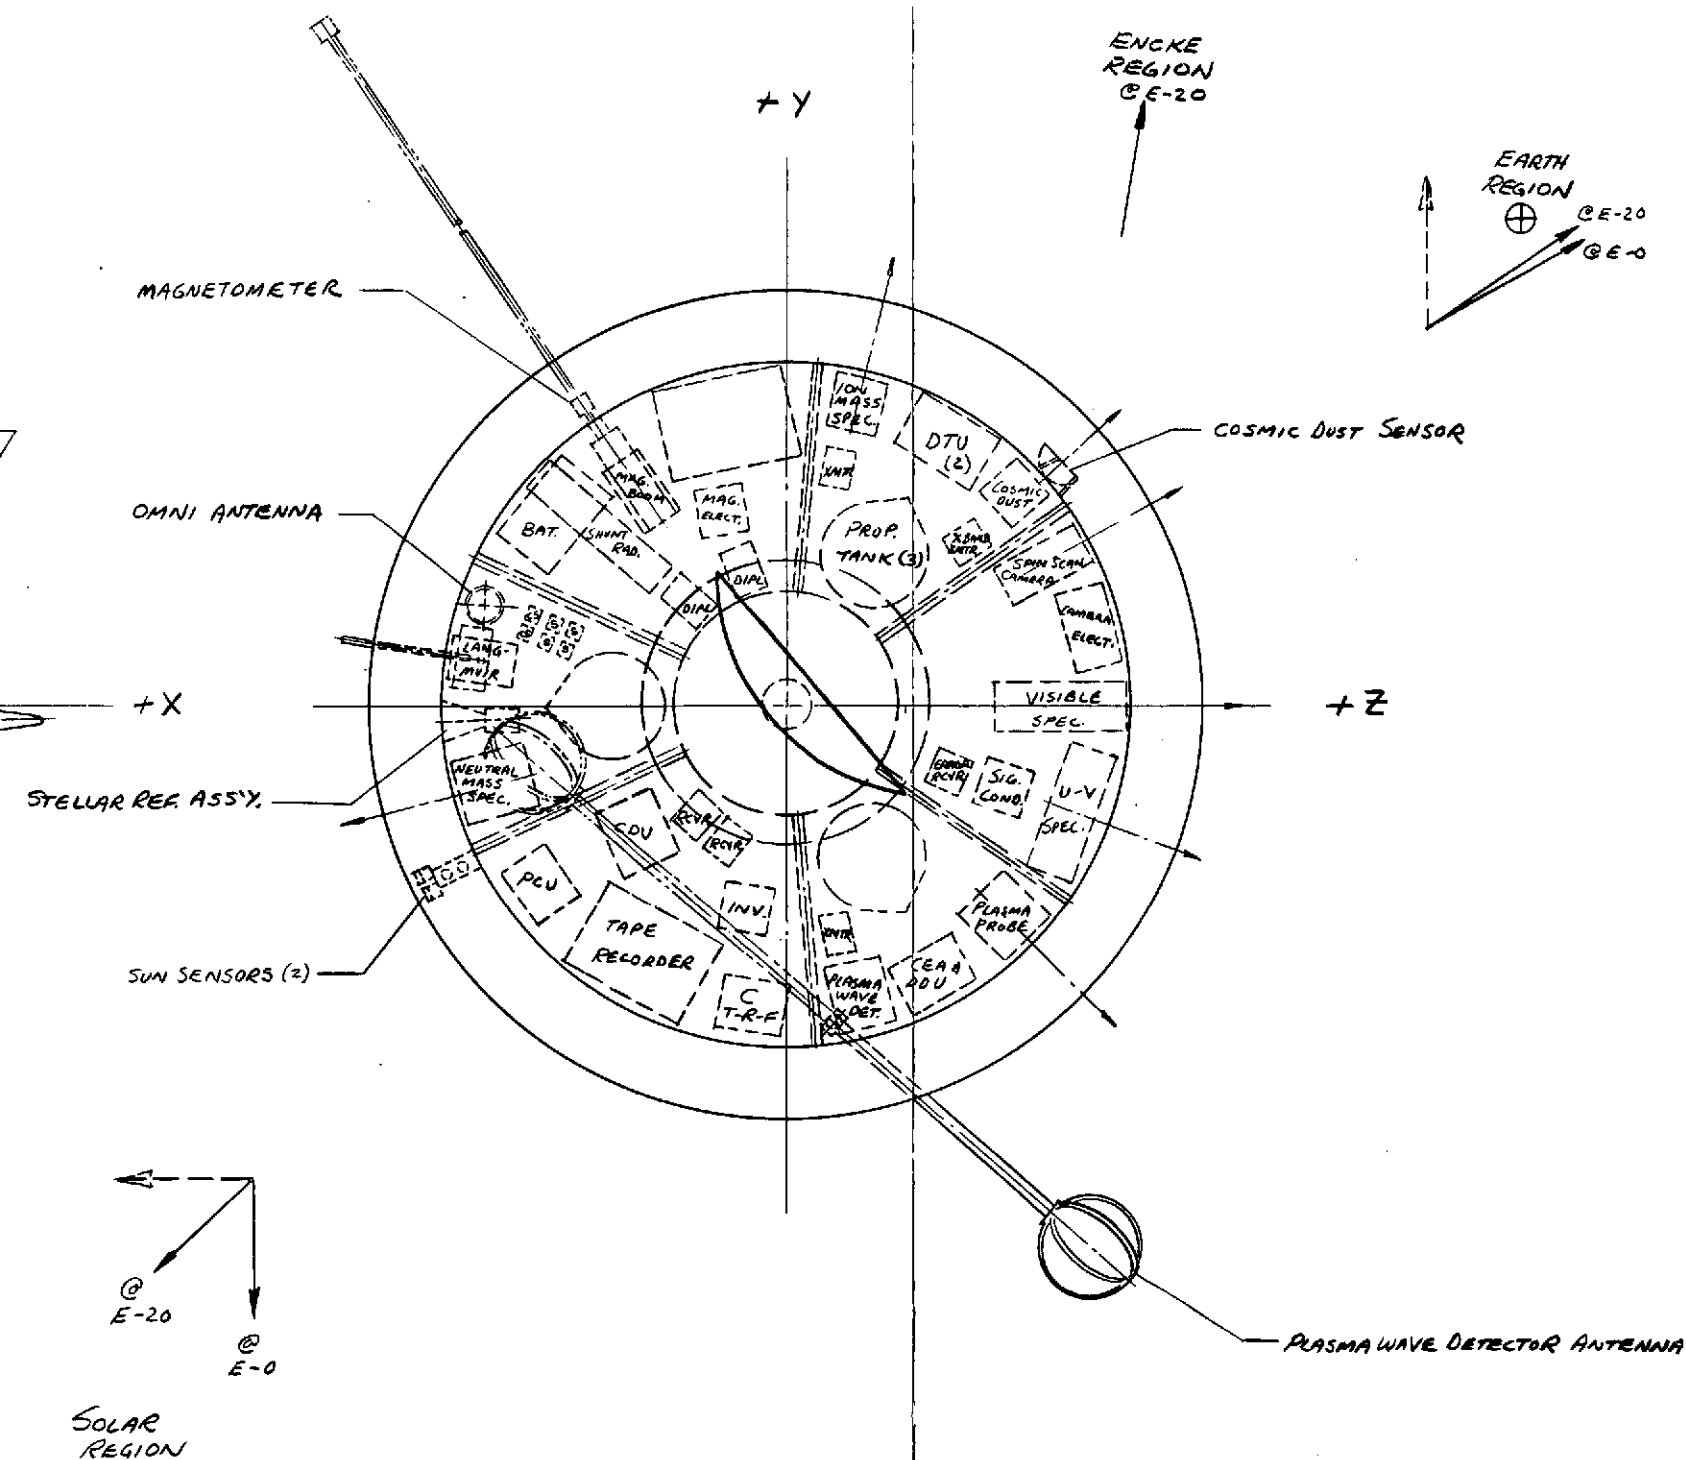 ENCKE
REGION
@ E-20
+ Y
EARTH
REGION
@ E-20
@ E-0
MAGNETOMETER
ION
MASS
SPEC.
DTU
(2)
COSMIC DUST SENSOR
XMTR
COSMIC
DUST
MAG.
BOOM
MAG.
ELECT.
OMNI ANTENNA
BAT.
SHUNT
RAD.
PROP.
TANK (3)
X BAND
XMTR.
SPIN SCAN
CAMERA
DIPL
DIPL
CAMERA
ELECT.
LANG-
MUIR
+ X
VISIBLE
SPEC.
+ Z
NEUTRAL
MASS
SPEC.
STELLAR REF. ASS'Y.
RCVR
SIG.
COND.
U-V
SPEC.
CDU
RCVR
RCVR
PCU
INV.
PLASMA
PROBE
TAPE
RECORDER
XMTR
SUN SENSORS (2)
CEA &
DDU
PLASMA
WAVE
DET.
C
T-R-F
@
E-20
@
E-0
SOLAR
REGION
PLASMA WAVE DETECTOR ANTENNA